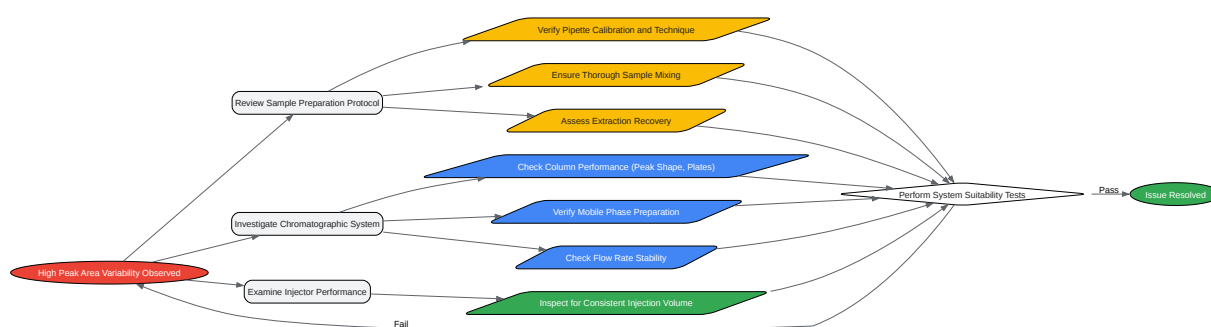 Verify Pipette Calibration and Technique
Ensure Thorough Sample Mixing
Review Sample Preparation Protocol
Assess Extraction Recovery
Check Column Performance (Peak Shape, Plates)
Perform System Suitability Tests
Pass
Issue Resolved
Verify Mobile Phase Preparation
Investigate Chromatographic System
Check Flow Rate Stability
High Peak Area Variability Observed
Examine Injector Performance
Inspect for Consistent Injection Volume
Fail